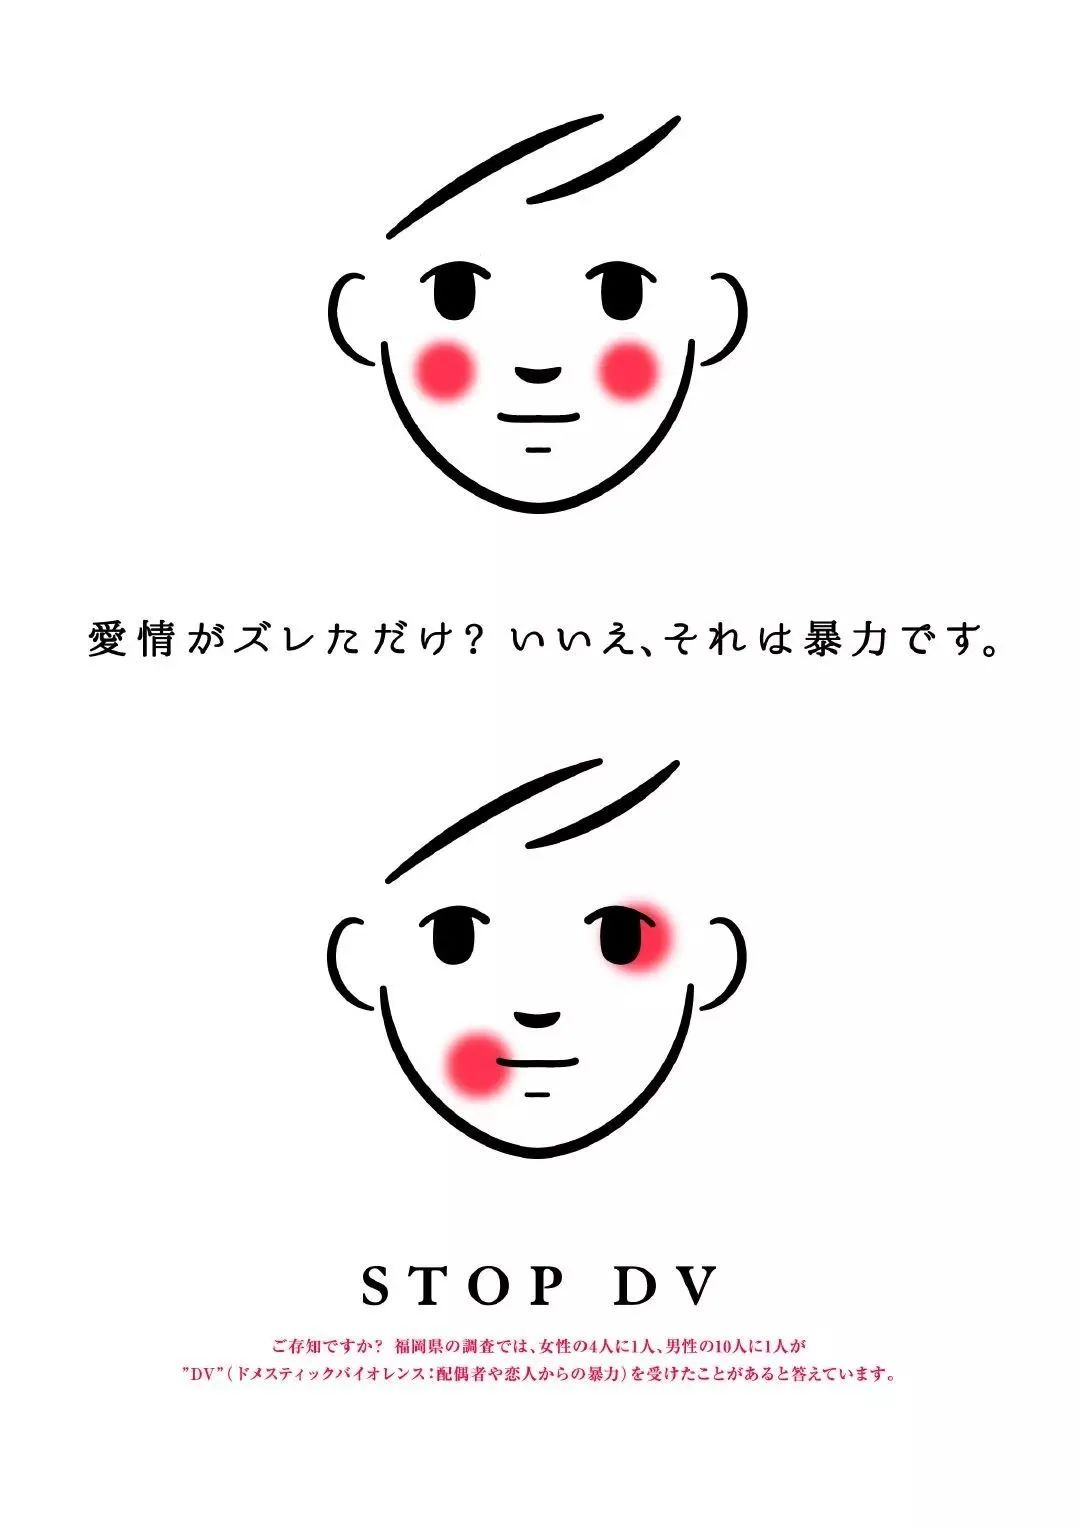 愛情がズレただけ？ いいえ、それは暴力です。
STOP DV
ご存知ですか？ 福岡県の調査では、女性の4人に1人、男性の10人に1人が
”DV”（ドメスティックバイオレンス：配偶者や恋人からの暴力）を受けたことがあると答えています。